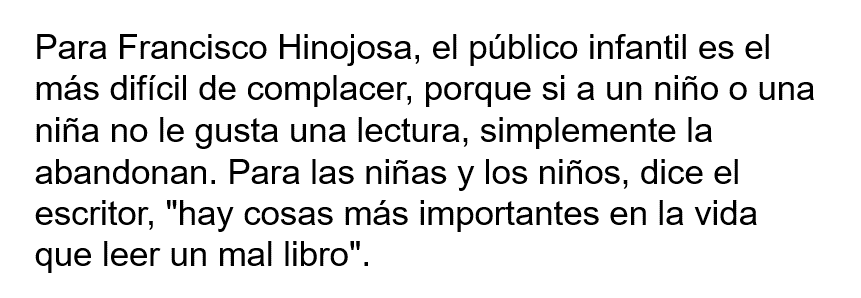 Para Francisco Hinojosa, el público infantil es el
más difícil de complacer, porque si a un niño o una
niña no le gusta una lectura, simplemente la
abandonan. Para las niñas y los niños, dice el
escritor, "hay cosas más importantes en la vida
que leer un mal libro".